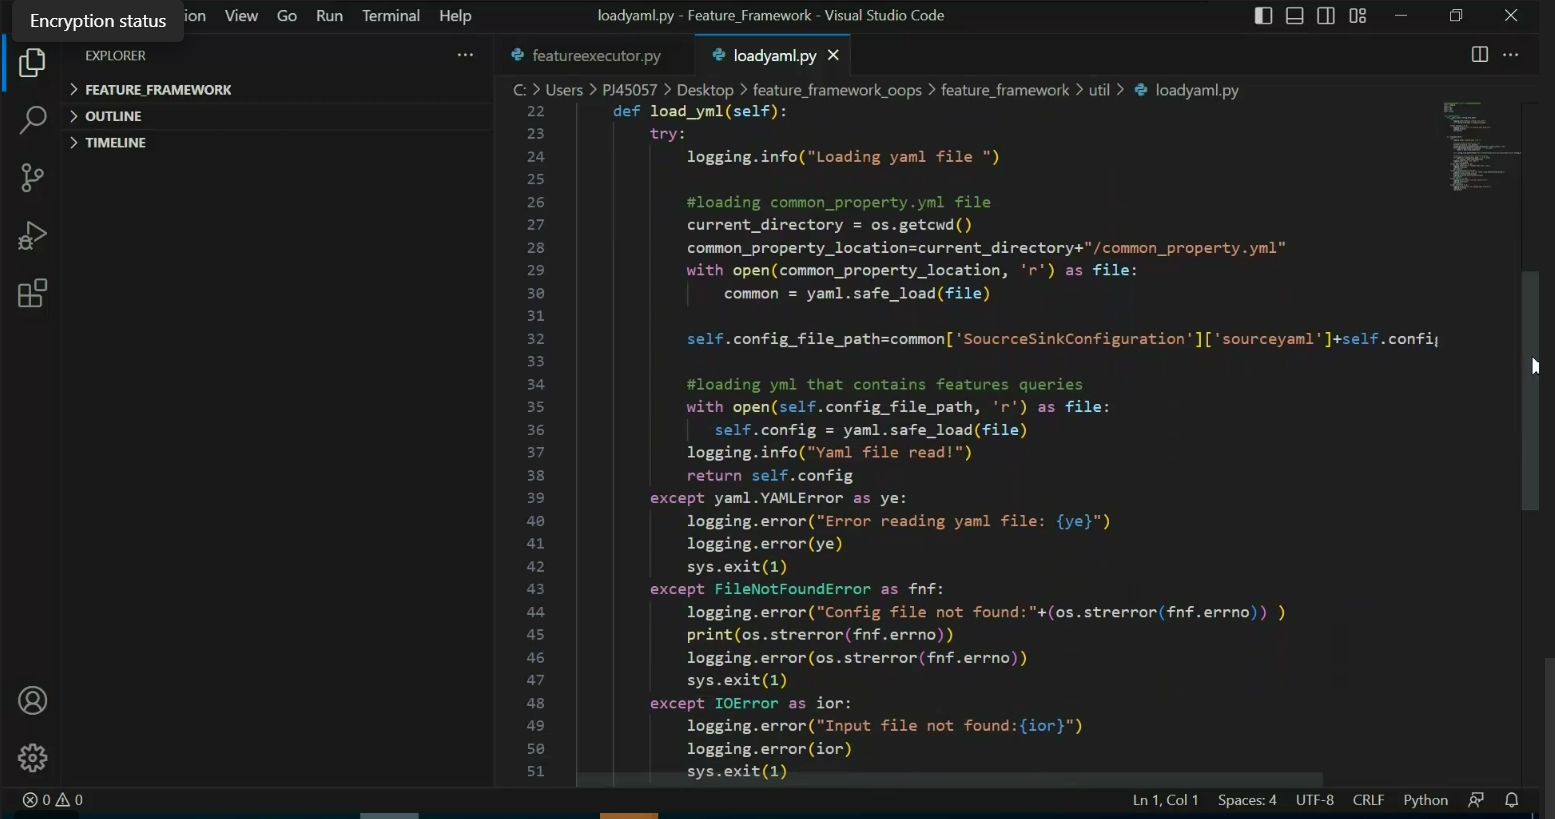 Encryption status
ion View Go Run Terminal Help
loadyaml.py - Feature_Framework - Visual Studio Code
EXPLORER
FEATURE_FRAMEWORK
OUTLINE
TIMELINE
featureexecutor.py
loadyaml.py
C: > Users > PJ45057 > Desktop > feature_framework_oops > feature_framework > util > loadyaml.py
22 def load_yml(self):
23 try:
24 logging.info("Loading yaml file ")
25
26 #loading common_property.yml file
27 current_directory = os.getcwd()
28 common_property_location=current_directory+"/common_property.yml"
29 with open(common_property_location, 'r') as file:
30 common = yaml.safe_load(file)
31
32 self.config_file_path=common['SoucrceSinkConfiguration']['sourceyaml']+self.config
33
34 #loading yml that contains features queries
35 with open(self.config_file_path, 'r') as file:
36 self.config = yaml.safe_load(file)
37 logging.info("Yaml file read!")
38 return self.config
39 except yaml.YAMLError as ye:
40 logging.error("Error reading yaml file: {ye}")
41 logging.error(ye)
42 sys.exit(1)
43 except FileNotFoundError as fnf:
44 logging.error("Config file not found:"+(os.strerror(fnf.errno)) )
45 print(os.strerror(fnf.errno))
46 logging.error(os.strerror(fnf.errno))
47 sys.exit(1)
48 except IOError as ior:
49 logging.error("Input file not found:{ior}")
50 logging.error(ior)
51 sys.exit(1)
0 0
Ln 1, Col 1 Spaces: 4 UTF-8 CRLF Python